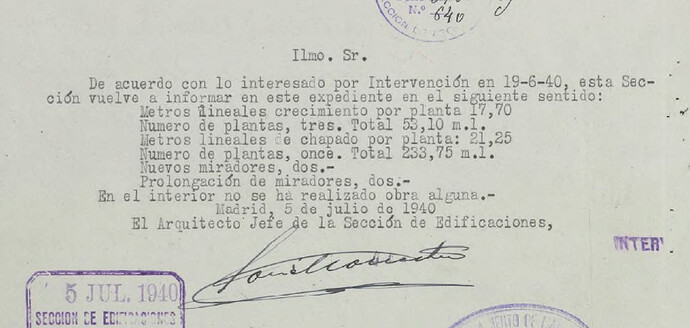 N.º 640
Ilmo. Sr.
De acuerdo con lo interesado por Intervención en 19-6-40, esta Sec-
ción vuelve a informar en este expediente en el siguiente sentido:
Metros lineales crecimiento por planta 17,70
Numero de plantas, tres. Total 53,10 m.l.
Metros lineales de chapado por planta: 21,25
Numero de plantas, once. Total 233,75 m.l.
Nuevos miradores, dos.-
Prolongación de miradores, dos.-
En el interior no se ha realizado obra alguna.-
Madrid, 5 de julio de 1940
El Arquitecto Jefe de la Sección de Edificaciones,
INTER
5 JUL. 1940
SECCION DE EDIFICACIONES